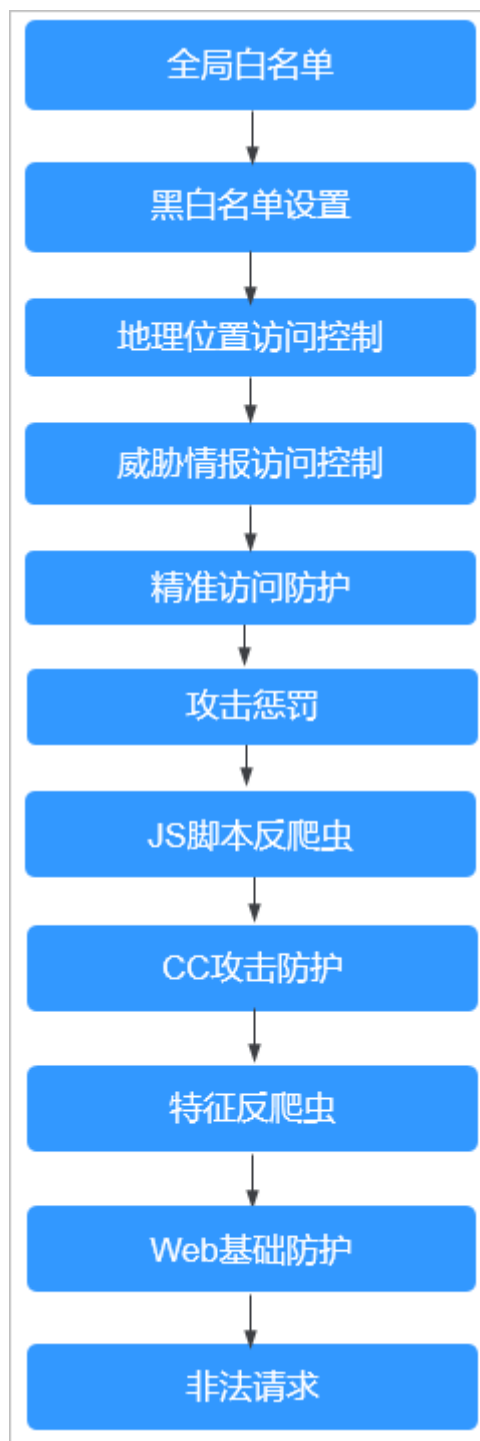 全局白名单
黑白名单设置
地理位置访问控制
威胁情报访问控制
精准访问防护
攻击惩罚
JS脚本反爬虫
CC攻击防护
特征反爬虫
Web基础防护
非法请求